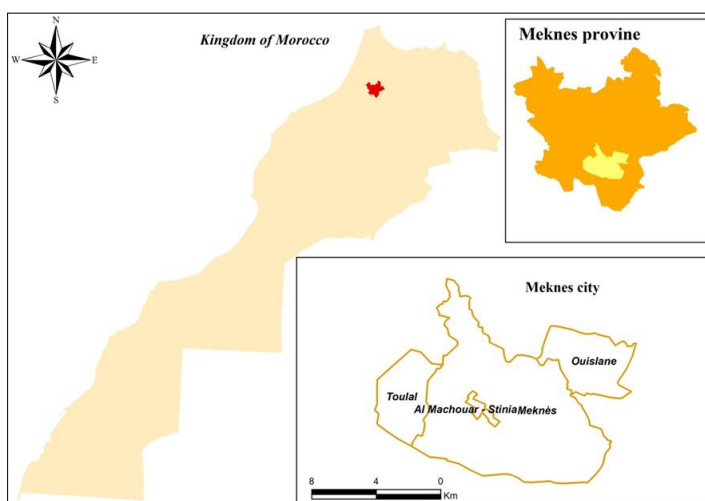 N
W
E
S
Kingdom of Morocco
Meknes provine
Meknes city
Ouislane
Toulal
Al Machouar - Stinia
Meknès
8 4 0
Km